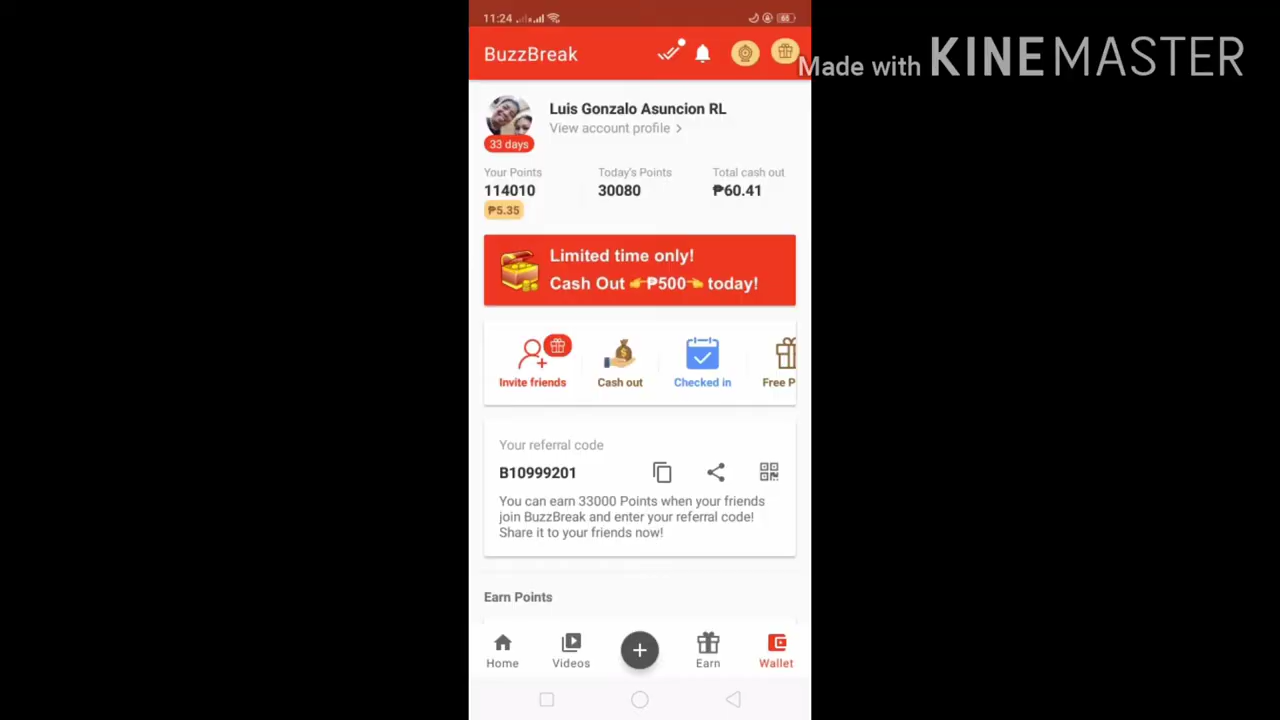 11:24
65
BuzzBreak
Made with KINEMASTER
Luis Gonzalo Asuncion RL
View account profile >
33 days
Your Points
Today's Points
Total cash out
114010
30080
₱60.41
₱5.35
Limited time only!
Cash Out 👉₱500👈 today!
Invite friends
Cash out
Checked in
Free P
Your referral code
B10999201
You can earn 33000 Points when your friends
join BuzzBreak and enter your referral code!
Share it to your friends now!
Earn Points
Home
Videos
Earn
Wallet